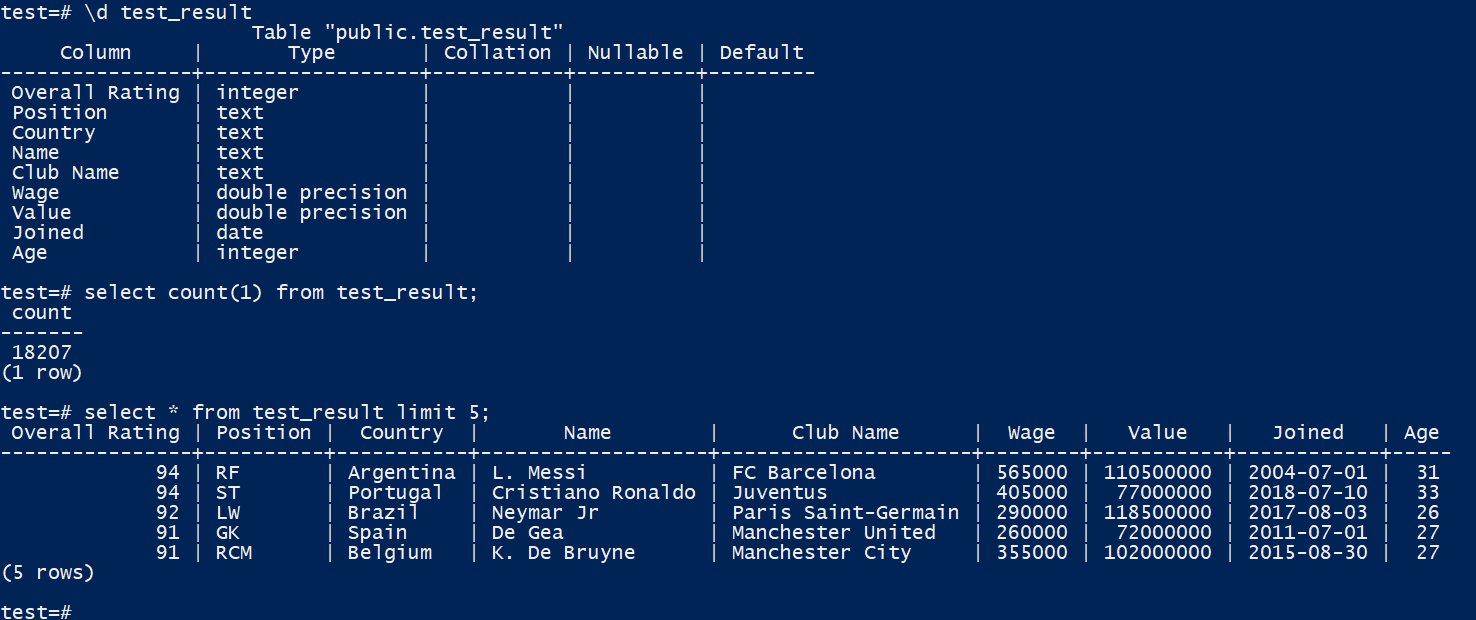 test=# \d test_result
                     Table "public.test_result"
     Column     |       Type       | Collation | Nullable | Default
----------------+------------------+-----------+----------+---------
 Overall Rating | integer          |           |          |
 Position       | text             |           |          |
 Country        | text             |           |          |
 Name           | text             |           |          |
 Club Name      | text             |           |          |
 Wage           | double precision |           |          |
 Value          | double precision |           |          |
 Joined         | date             |           |          |
 Age            | integer          |           |          |
test=# select count(1) from test_result;
 count
-------
 18207
(1 row)
test=# select * from test_result limit 5;
 Overall Rating | Position |  Country  |       Name        |      Club Name      |  Wage  |   Value   |   Joined   | Age
----------------+----------+-----------+-------------------+---------------------+--------+-----------+------------+-----
             94 | RF       | Argentina | L. Messi          | FC Barcelona        | 565000 | 110500000 | 2004-07-01 |  31
             94 | ST       | Portugal  | Cristiano Ronaldo | Juventus            | 405000 |  77000000 | 2018-07-10 |  33
             92 | LW       | Brazil    | Neymar Jr         | Paris Saint-Germain | 290000 | 118500000 | 2017-08-03 |  26
             91 | GK       | Spain     | De Gea            | Manchester United   | 260000 |  72000000 | 2011-07-01 |  27
             91 | RCM      | Belgium   | K. De Bruyne      | Manchester City     | 355000 | 102000000 | 2015-08-30 |  27
(5 rows)
test=#